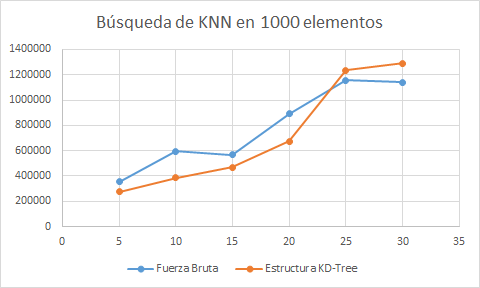 Búsqueda de KNN en 1000 elementos
1400000
1200000
1000000
800000
600000
400000
200000
0
0 5 10 15 20 25 30 35
Fuerza Bruta Estructura KD-Tree